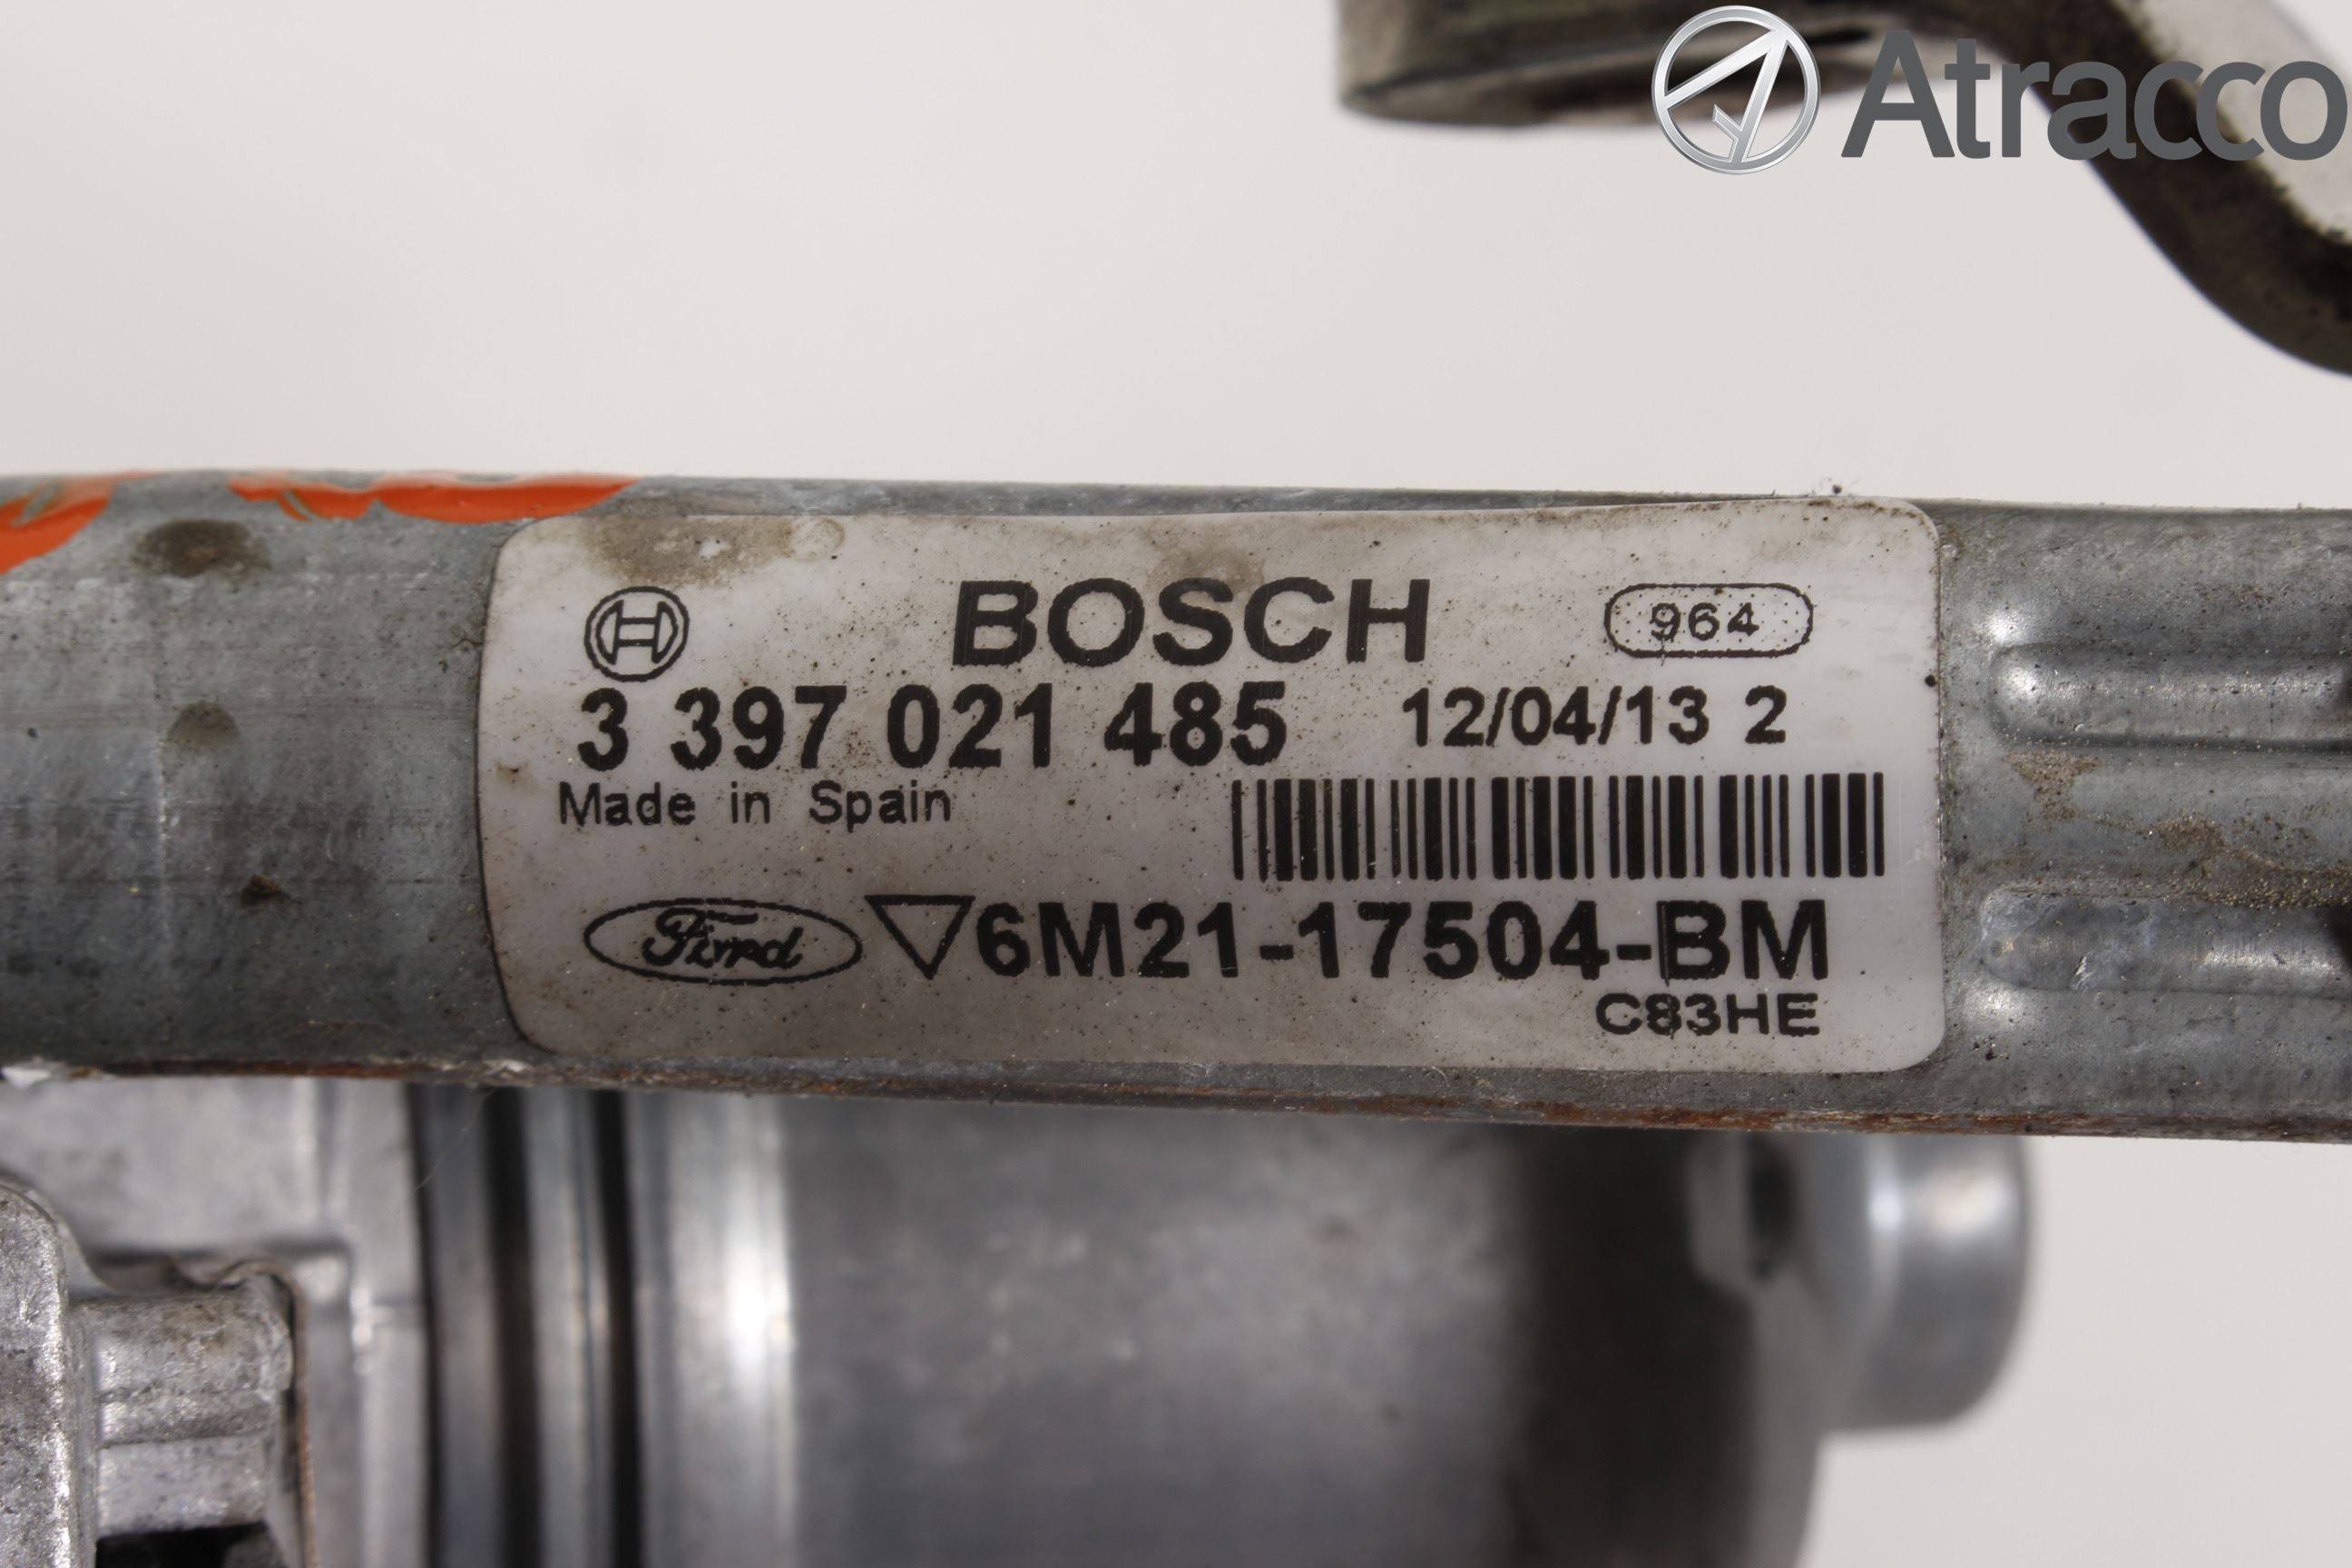 Atracco
BOSCH 964
3 397 021 485 12/04/13 2
Made in Spain
Ford 6M21-17504-BM
C83HE